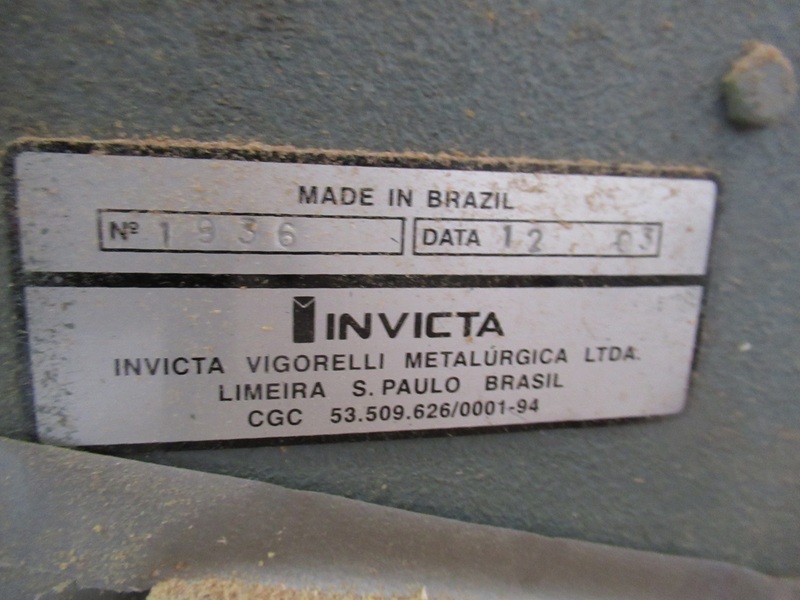 MADE IN BRAZIL
Nº 1936 DATA 12 03
INVICTA
INVICTA VIGORELLI METALÚRGICA LTDA.
LIMEIRA S. PAULO BRASIL
CGC 53.509.626/0001-94